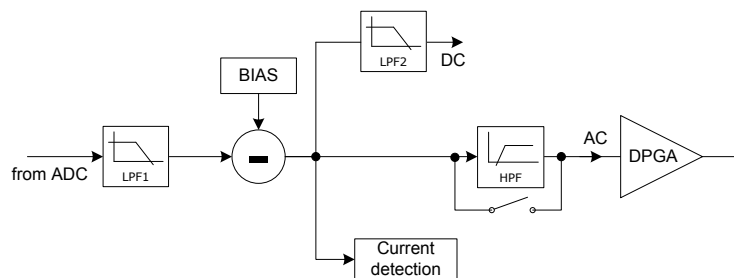 LPF2
DC
BIAS
from ADC
LPF1
HPF
AC
DPGA
Current
detection